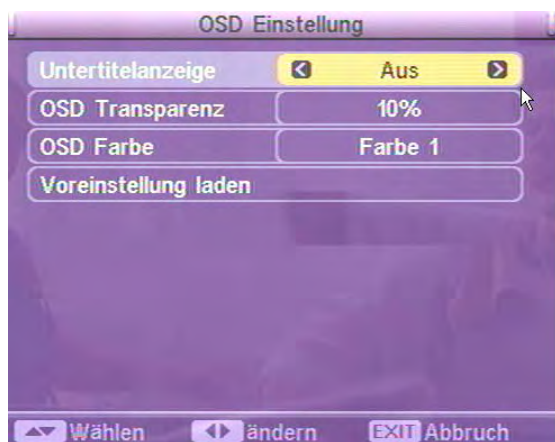 OSD Einstellung
Untertitelanzeige Aus
OSD Transparenz 10%
OSD Farbe Farbe 1
Voreinstellung laden
Wählen ändern EXIT Abbruch